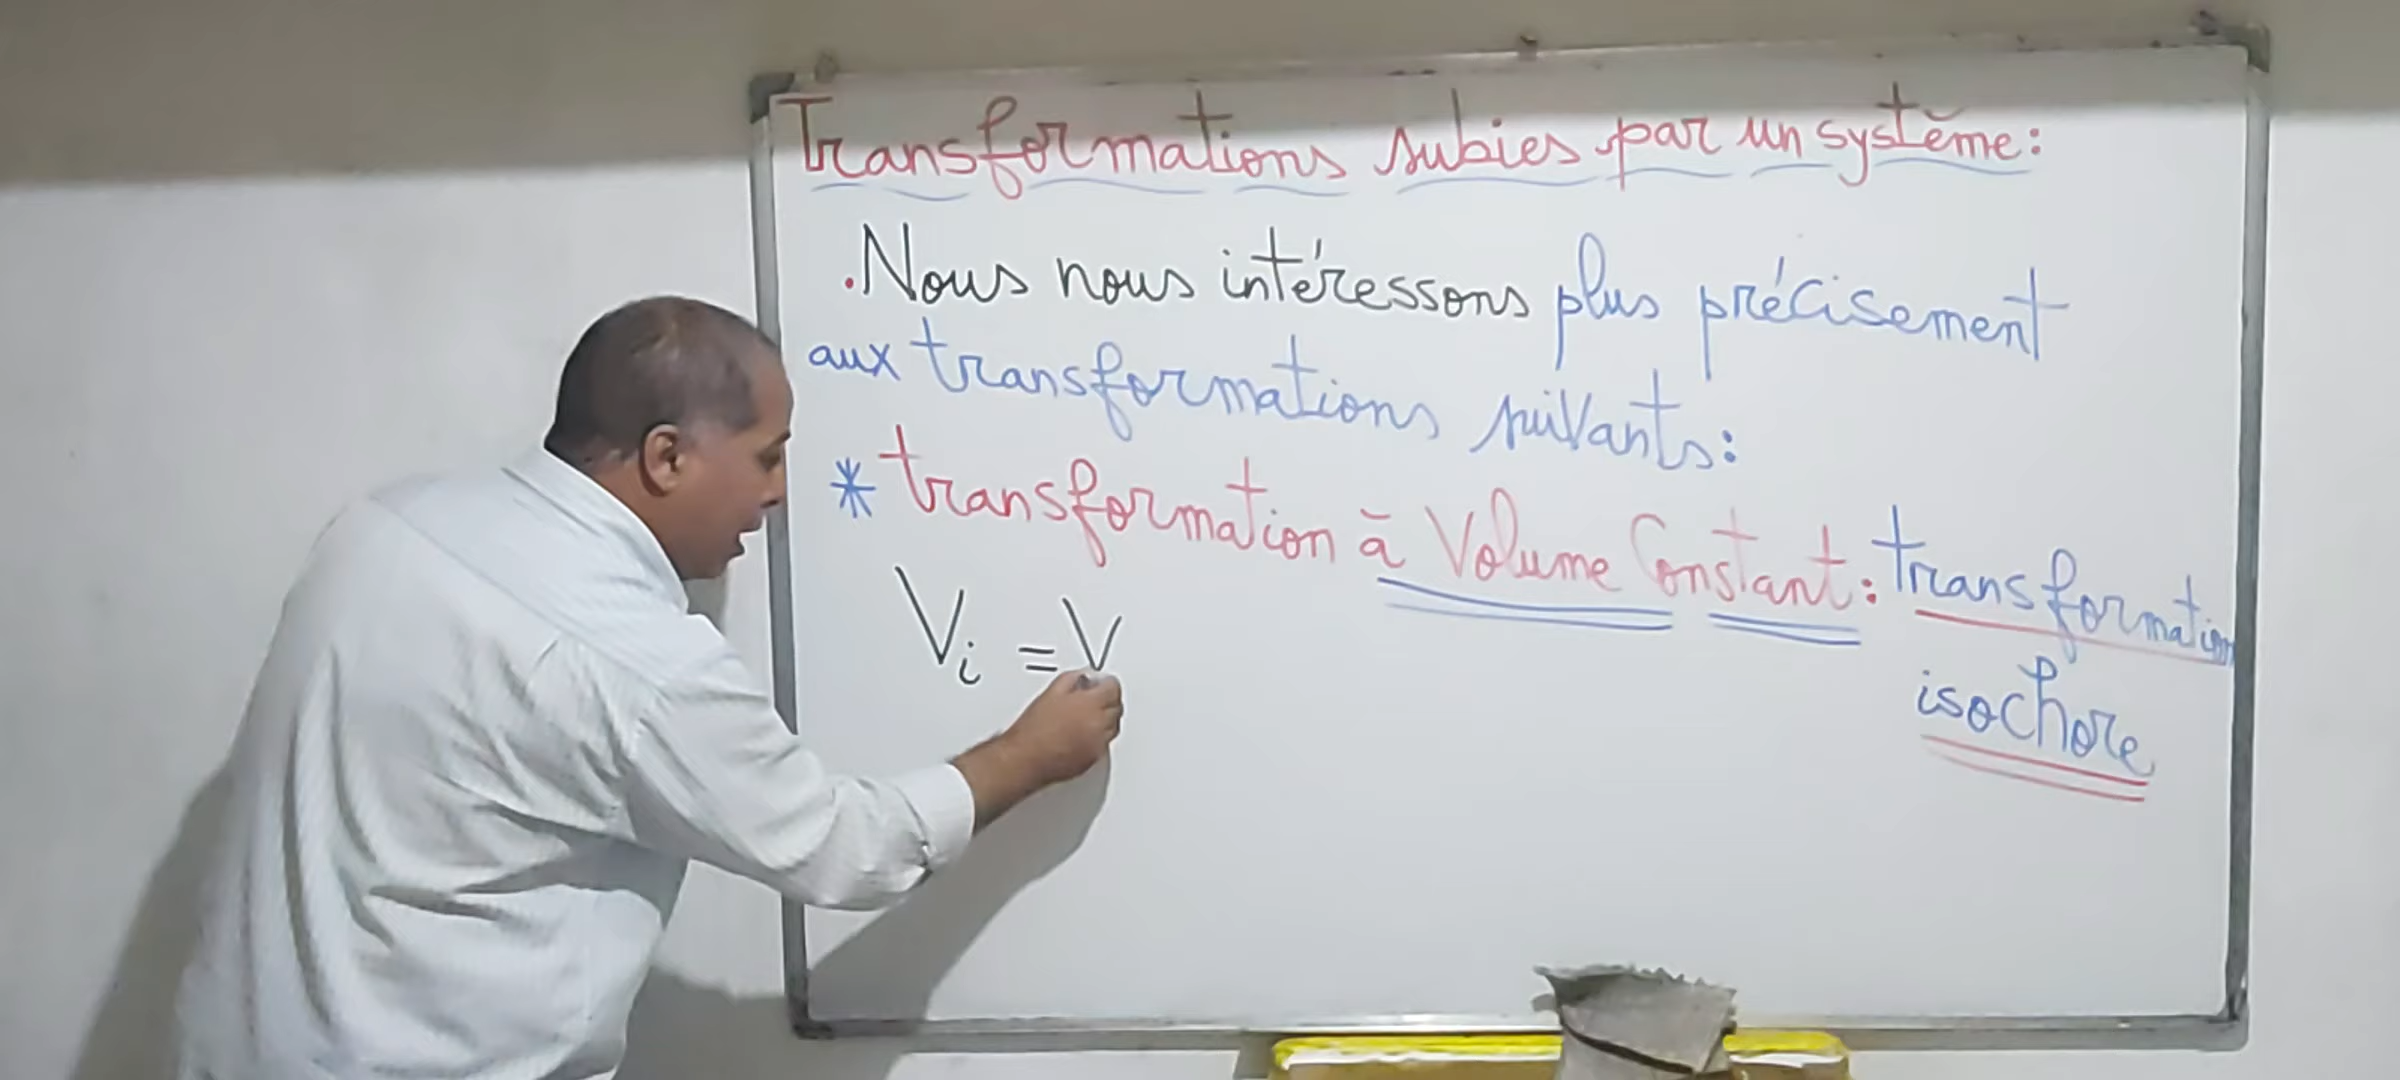 Transformations subies par un système:
.Nous nous intéressons plus précisement
aux transformations suivants:
* transformation à Volume Constant: transformation
isochore
Vi = V